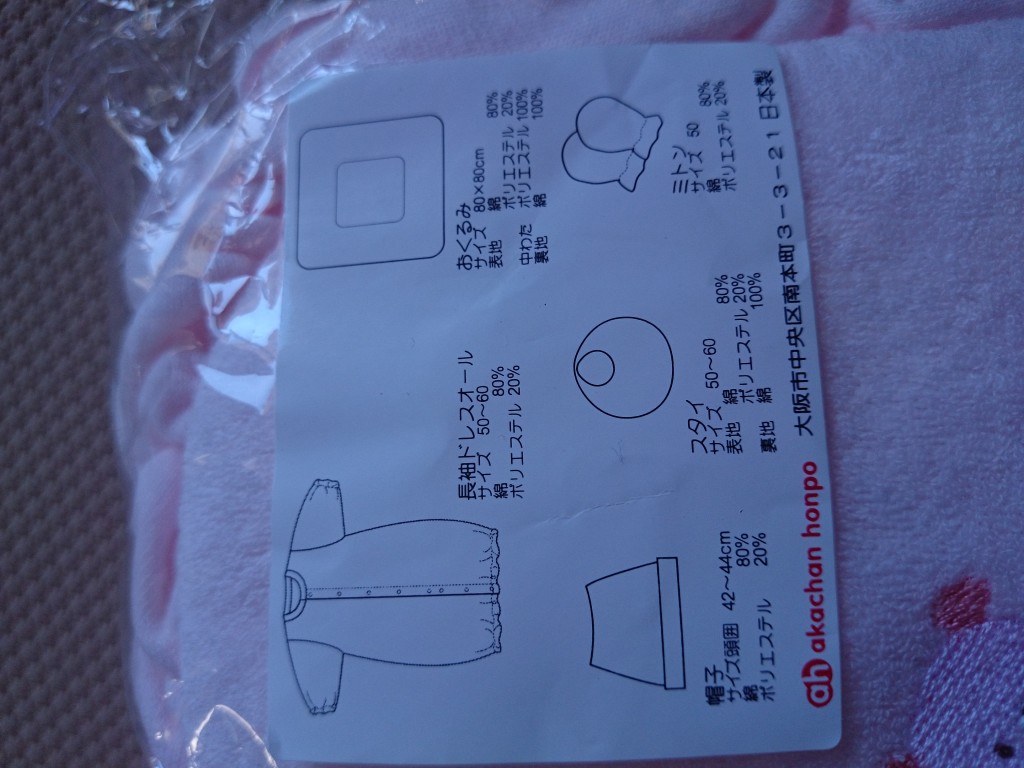 長袖ドレスオール
サイズ 50～60
綿 80%
ポリエステル 20%
おくるみ
サイズ 80×80cm
表地 綿 80%
ポリエステル 20%
中わた ポリエステル 100%
裏地 綿 100%
帽子
サイズ頭囲 42～44cm
綿 80%
ポリエステル 20%
スタイ
サイズ 50～60
表地 綿 80%
ポリエステル 20%
裏地 綿 100%
ミトン
サイズ 50
綿 80%
ポリエステル 20%
akachan honpo 大阪市中央区南本町3-3-21 日本製